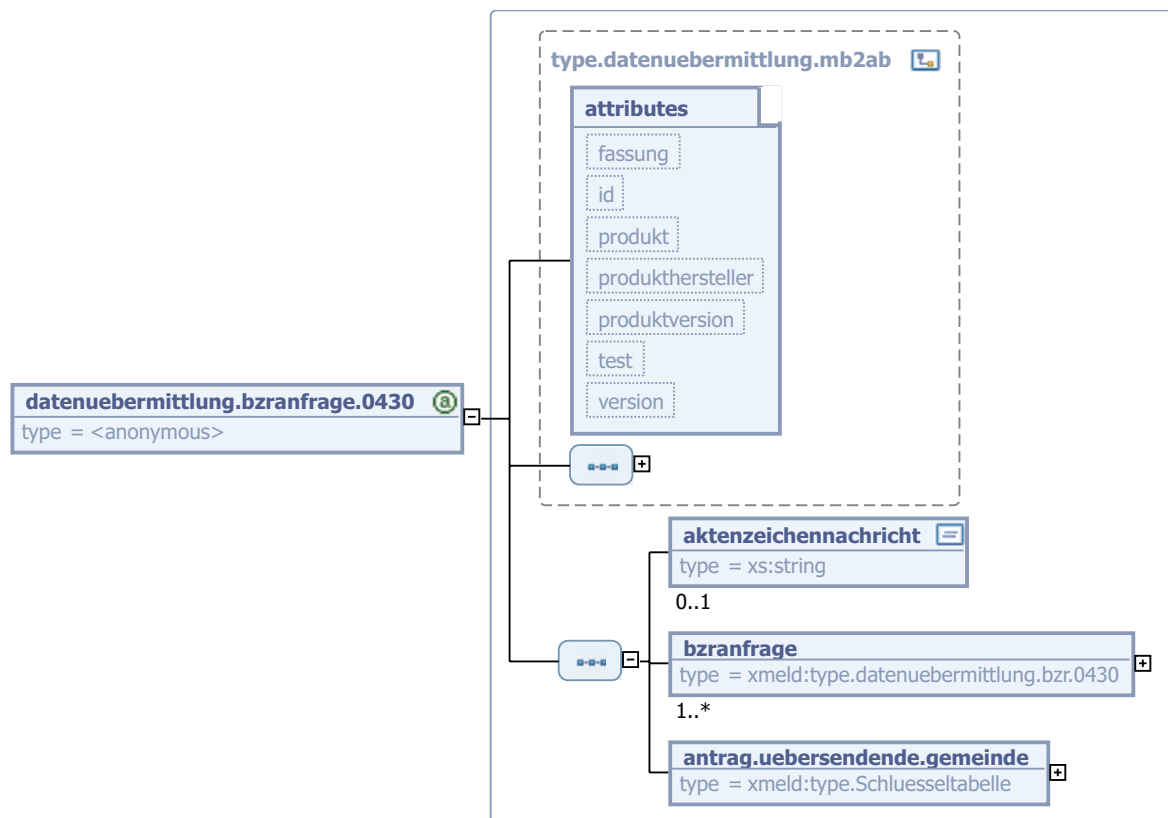 type.datenuebermittlung.mb2ab
attributes
fassung
id
produkt
produkthersteller
produktversion
test
version
datenuebermittlung.bzranfrage.0430 @
type = <anonymous>
aktenzeichennachricht
type = xs:string
0..1
bzranfrage
type = xmeld:type.datenuebermittlung.bzr.0430
1..*
antrag.uebersendende.gemeinde
type = xmeld:type.Schluesseltabelle